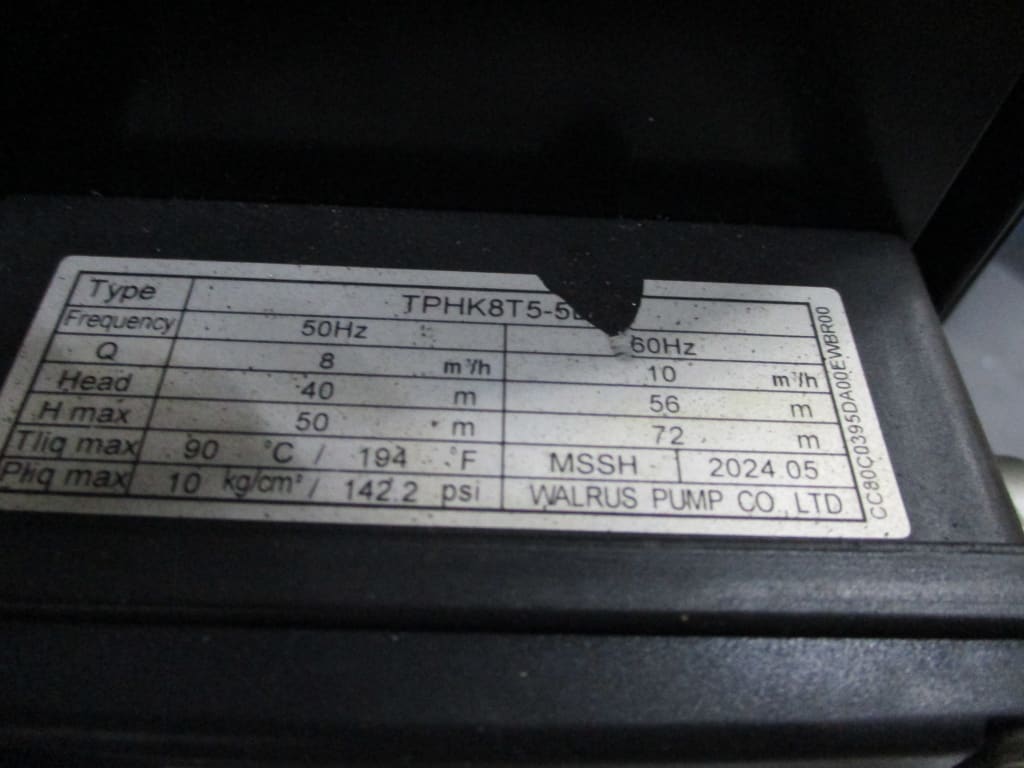 Type TPHK8T5-5
Frequency 50Hz 60Hz
Q 8 m³/h 10 m³/h
Head 40 m 56 m
H max 50 m 72 m
Tliq max 90 °C / 194 °F MSSH 2024.05
Pliq max 10 kg/cm² / 142.2 psi WALRUS PUMP CO.,LTD
CC80C0395DA00EWBR00